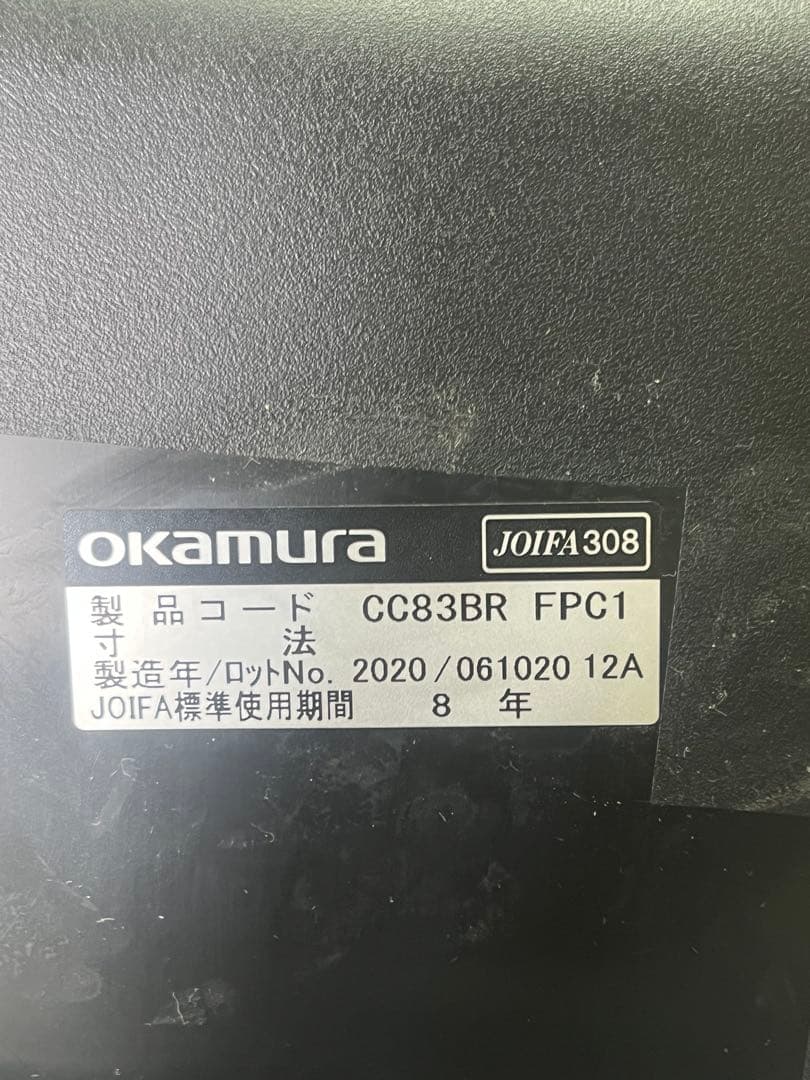 okamura JOIFA308
製品コード CC83BR FPC1
寸法
製造年/ロットNo. 2020/061020 12A
JOIFA標準使用期間 8 年